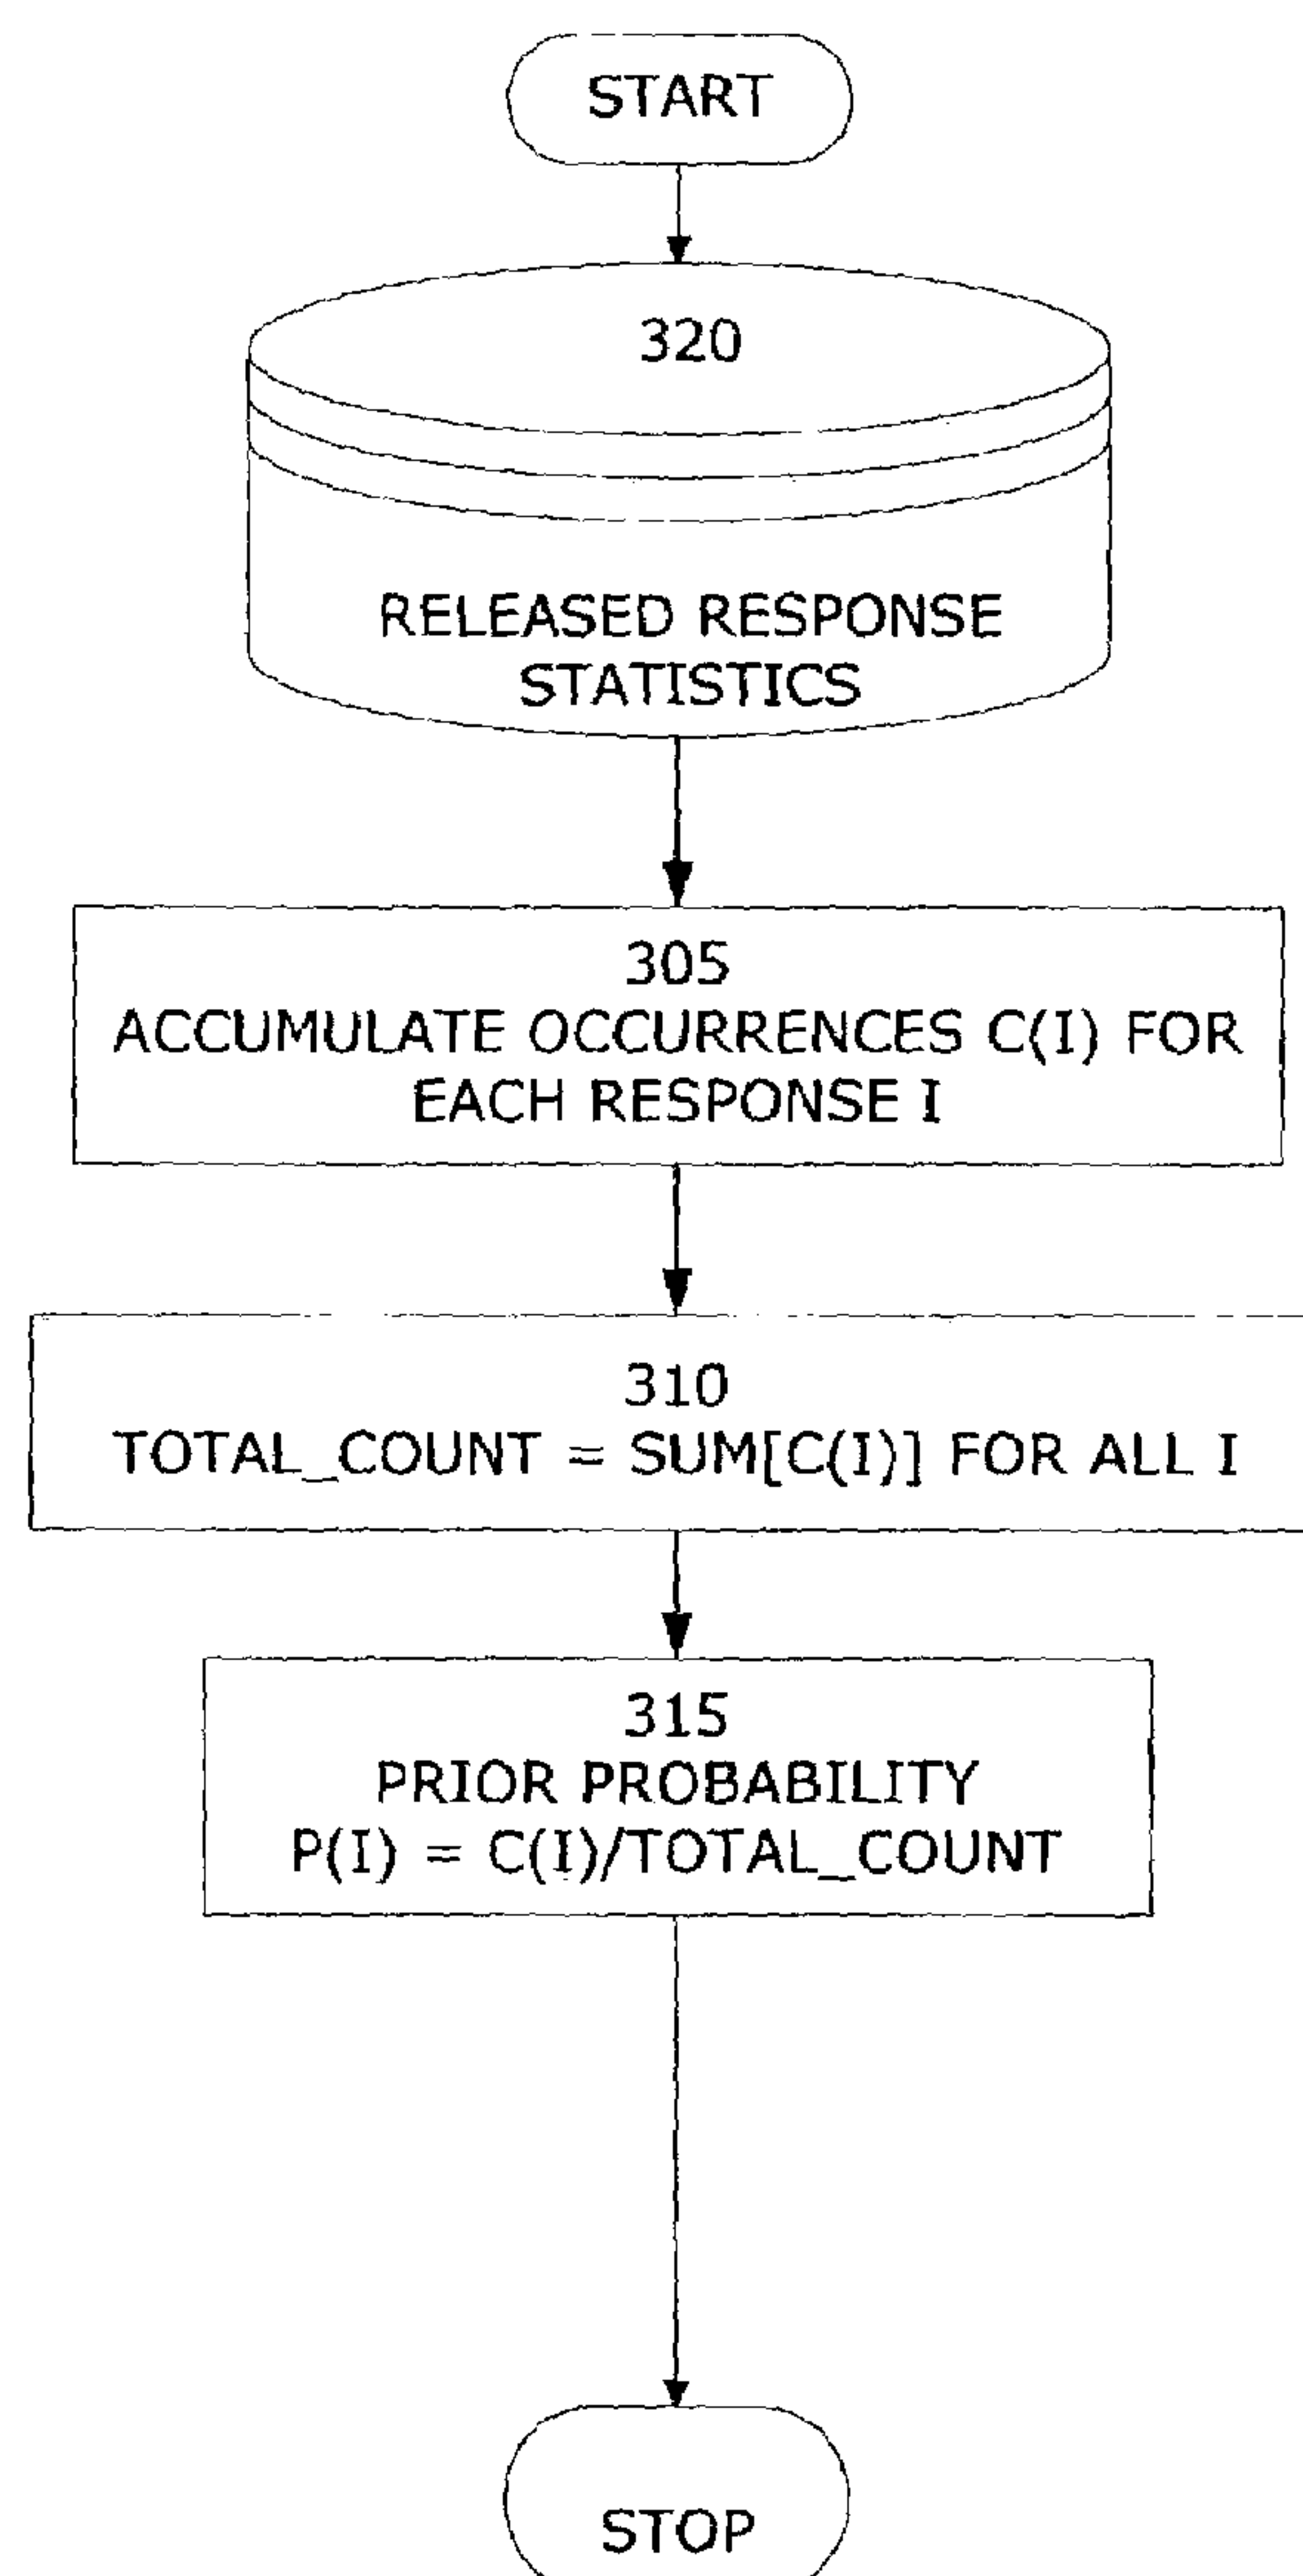 START
320
RELEASED RESPONSE
STATISTICS
305
ACCUMULATE OCCURRENCES C(I) FOR
EACH RESPONSE I
310
TOTAL_COUNT = SUM[C(I)] FOR ALL I
315
PRIOR PROBABILITY
P(I) = C(I)/TOTAL_COUNT
STOP